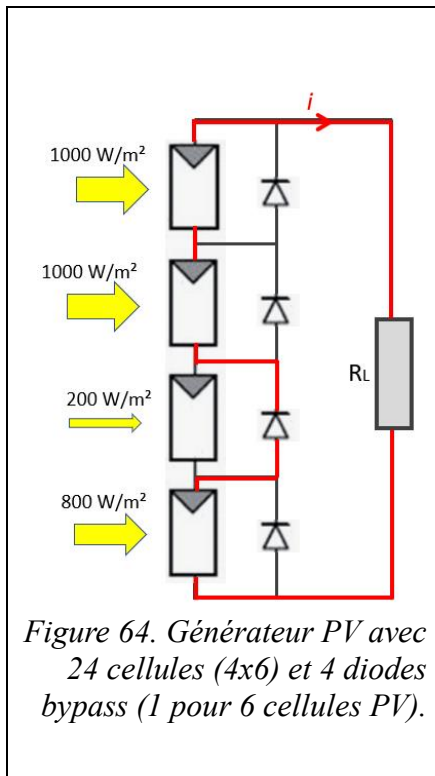 i
1000 W/m²
1000 W/m²
200 W/m²
RL
800 W/m²
Figure 64. Générateur PV avec
24 cellules (4x6) et 4 diodes
bypass (1 pour 6 cellules PV).